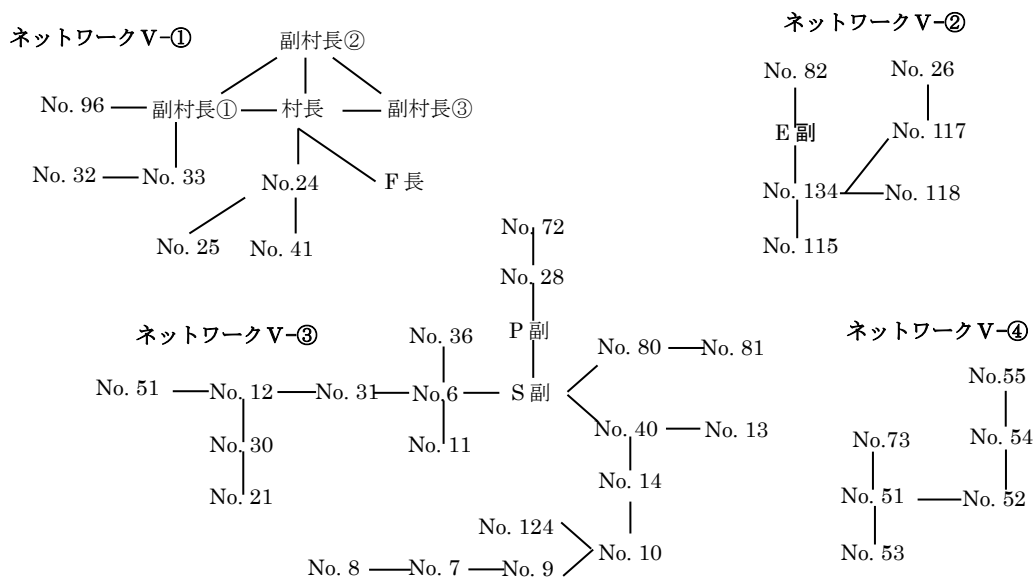 ネットワークⅤ-①
副村長②
No. 96
副村長①
村長
副村長③
No. 32
No. 33
No.24
F 長
No. 25
No. 41
ネットワークⅤ-②
No. 82
No. 26
E 副
No. 117
No. 134
No. 118
No. 115
ネットワークⅤ-③
No. 72
No. 28
P 副
No. 36
No. 80
No. 81
No. 51
No. 12
No. 31
No. 6
S 副
No. 30
No. 11
No. 40
No. 13
No. 21
No. 14
No. 124
No. 10
No. 8
No. 7
No. 9
ネットワークⅤ-④
No.55
No.73
No. 54
No. 51
No. 52
No. 53